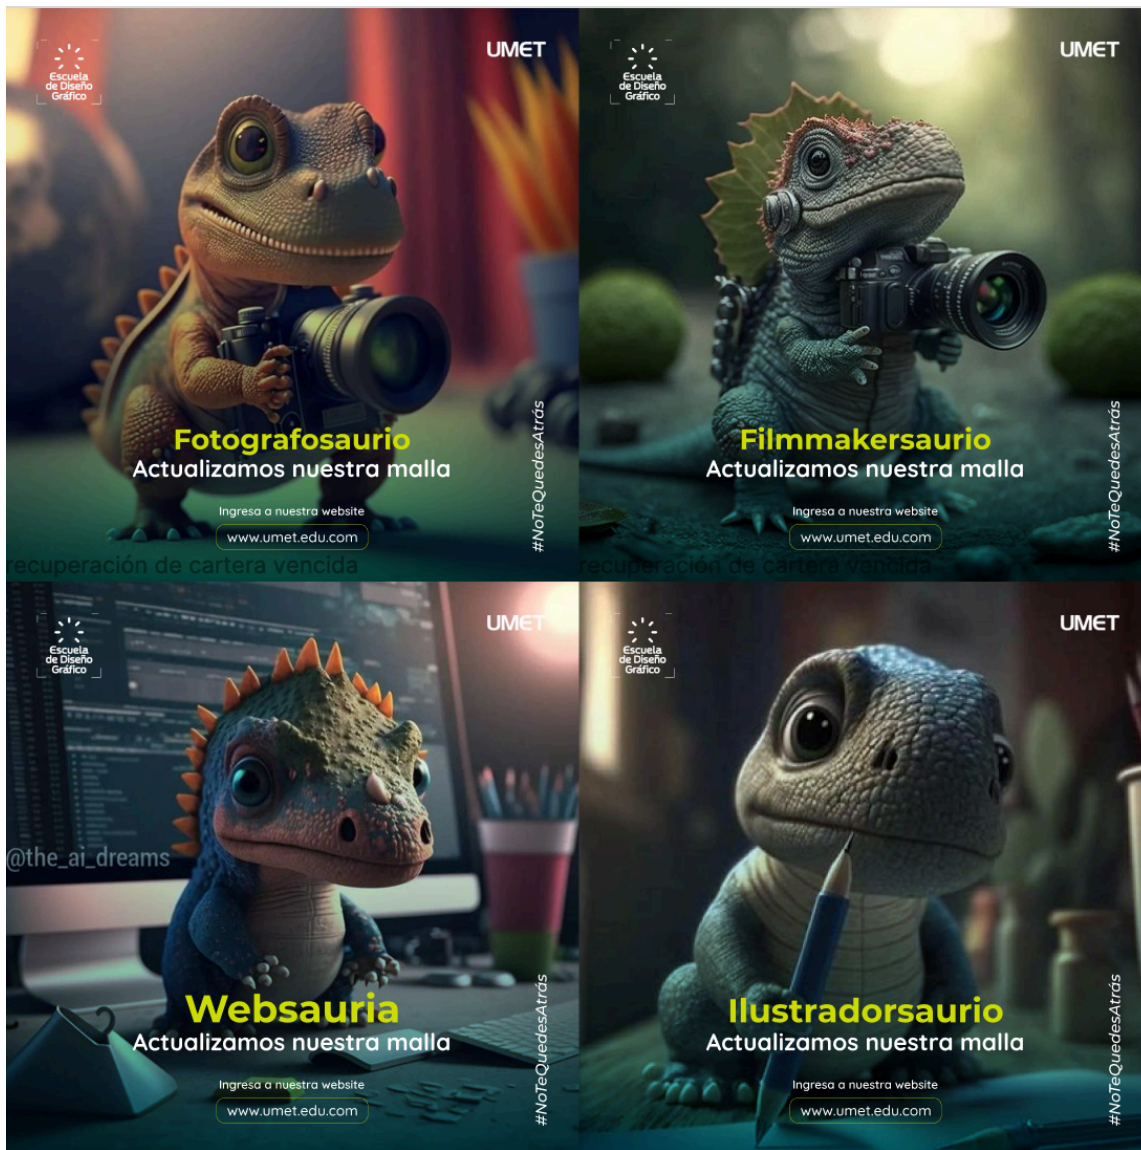 Escuela
de Diseño
Gráfico
UMET
Fotografosaurio
Actualizamos nuestra malla
Ingresa a nuestra website
www.umet.edu.com
#NoTeQuedesAtrás
recuperación de cartera vencida
Escuela
de Diseño
Gráfico
UMET
Filmmakersaurio
Actualizamos nuestra malla
Ingresa a nuestra website
www.umet.edu.com
#NoTeQuedesAtrás
recuperación de cartera vencida
Escuela
de Diseño
Gráfico
UMET
@the_ai_dreams
Websauria
Actualizamos nuestra malla
Ingresa a nuestra website
www.umet.edu.com
#NoTeQuedesAtrás
Escuela
de Diseño
Gráfico
UMET
Ilustradorsaurio
Actualizamos nuestra malla
Ingresa a nuestra website
www.umet.edu.com
#NoTeQuedesAtrás